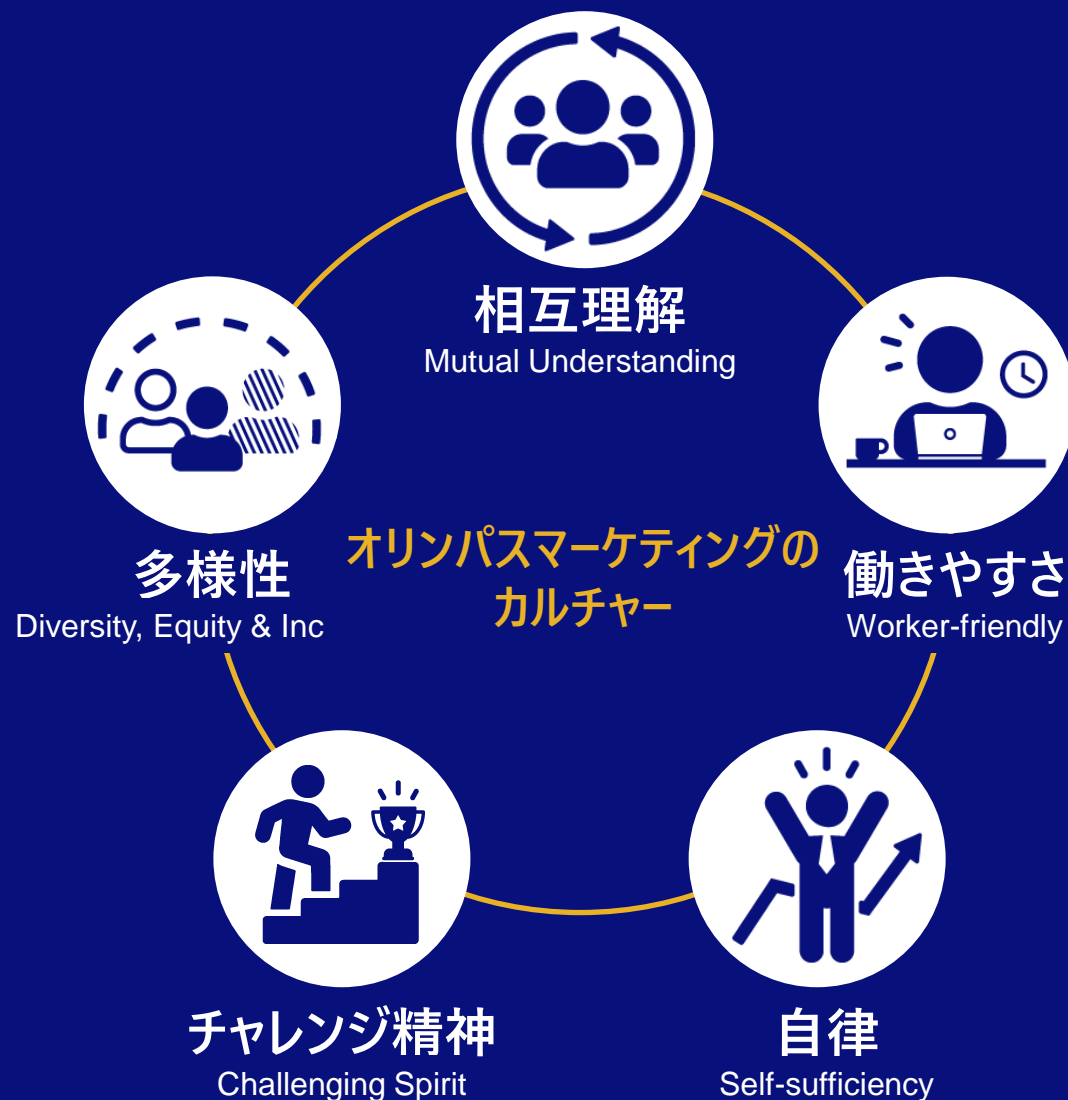 相互理解
Mutual Understanding
多様性
Diversity, Equity & Inc
オリンパスマーケティングの
カルチャー
働きやすさ
Worker-friendly
チャレンジ精神
Challenging Spirit
自律
Self-sufficiency